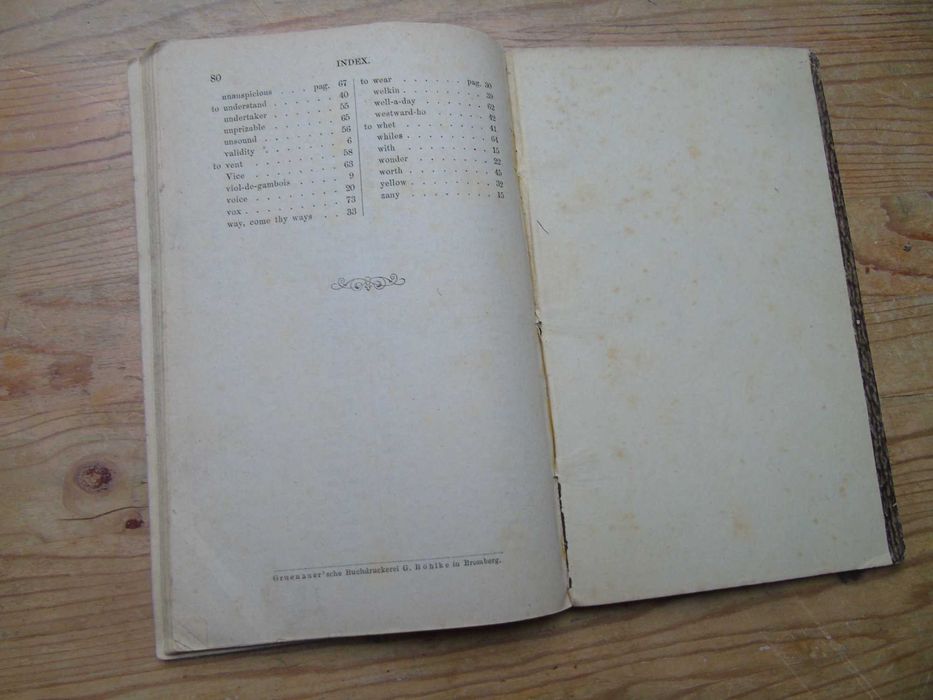 80
INDEX.
unauspicious . . . . . pag. 67
to understand . . . . . . . 40
undertaker . . . . . . . 55
unprizable . . . . . . . 65
unsound . . . . . . . . 56
validity . . . . . . . . 6
to vent . . . . . . . . . 58
Vice . . . . . . . . . 63
viol-de-gambois . . . . . 9
voice . . . . . . . . . 20
vox . . . . . . . . . . 73
way, come thy ways . . . 33
to wear . . . . . . pag. 30
welkin . . . . . . . . 39
well-a-day . . . . . . 62
westward-ho . . . . . . 42
to whet . . . . . . . . 41
whiles . . . . . . . . 64
with . . . . . . . . . 15
wonder . . . . . . . . 22
worth . . . . . . . . 45
yellow . . . . . . . . 32
zany . . . . . . . . . 15
Gruenauer'sche Buchdruckerei G. Böhlke in Bromberg.